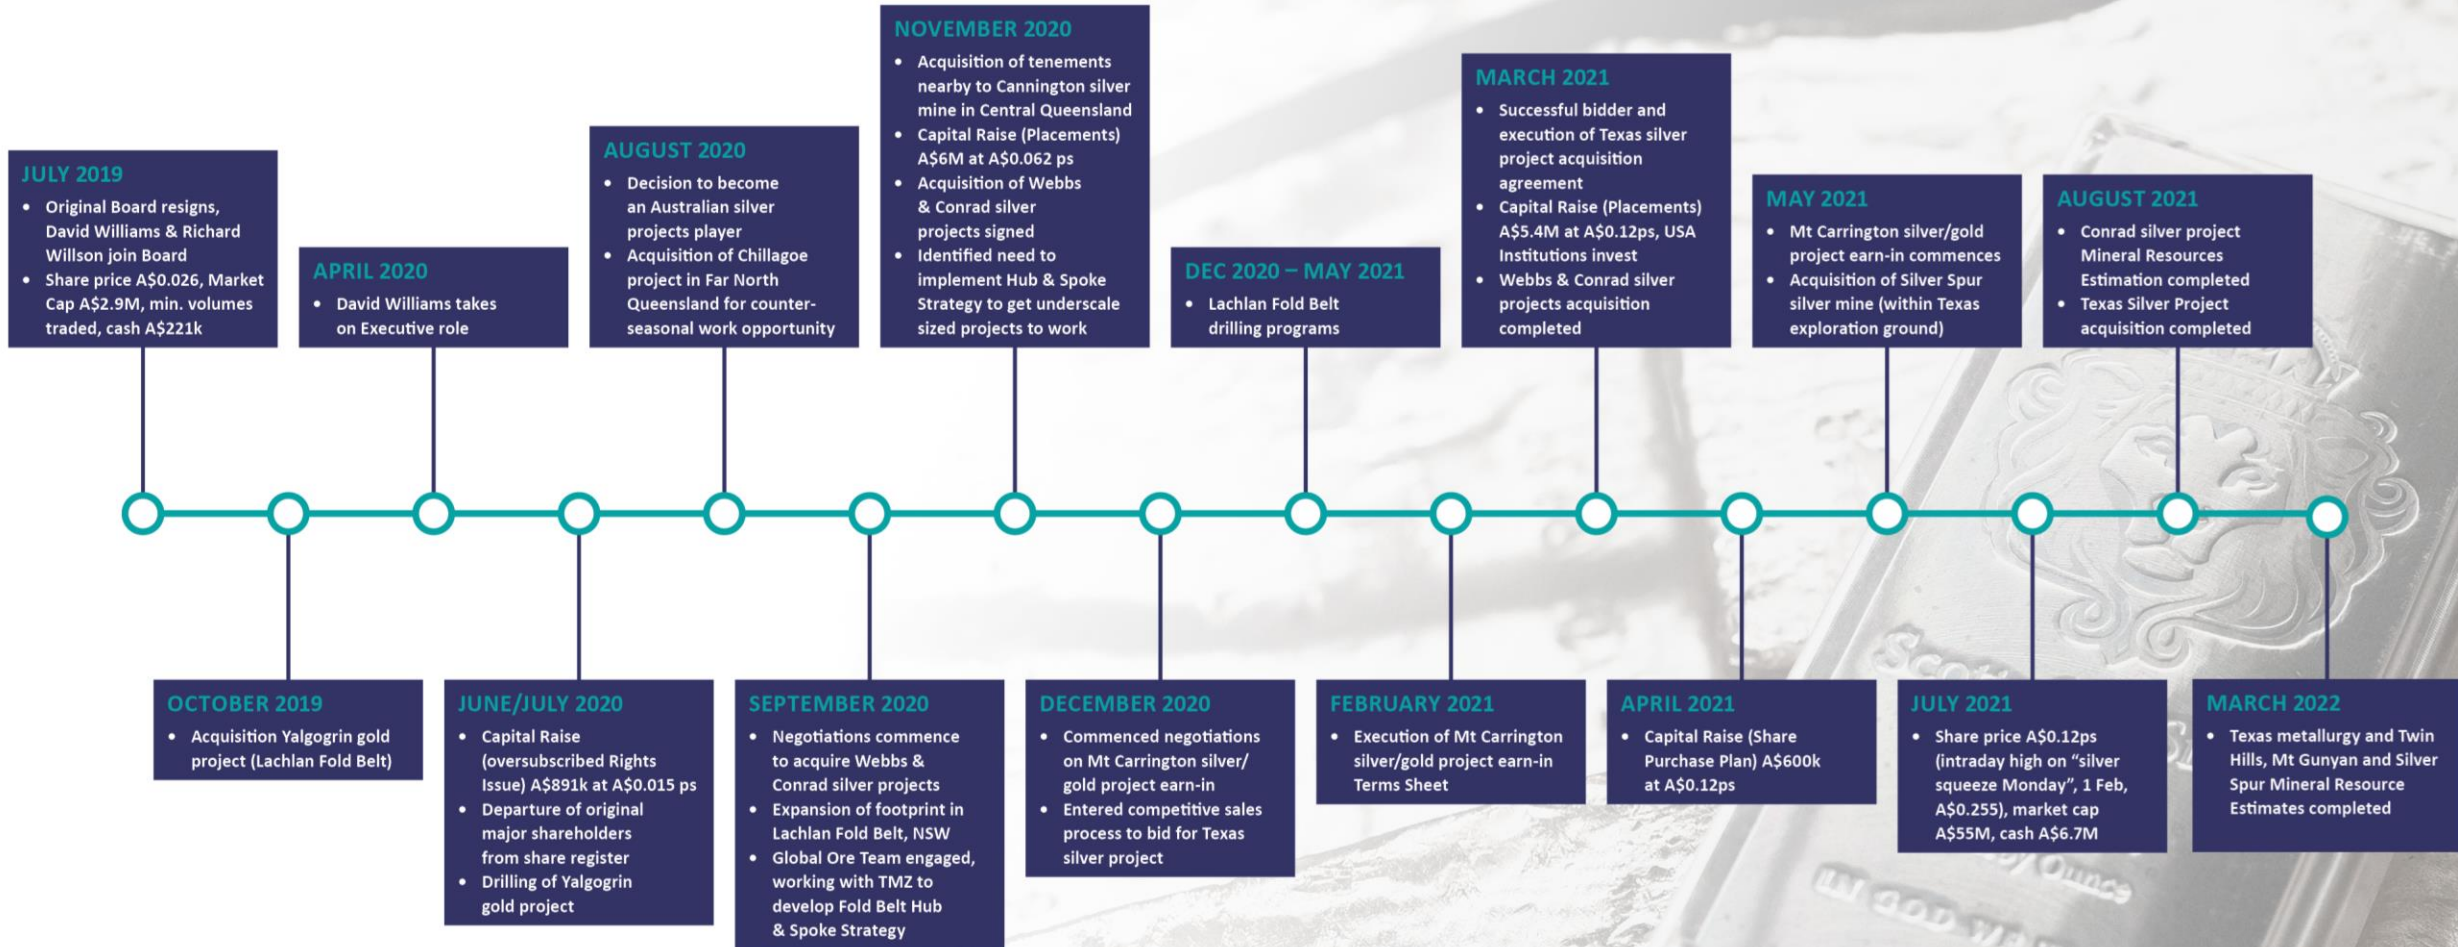 JULY 2019
• Original Board resigns,
David Williams & Richard
Willson join Board
• Share price A$0.026, Market
Cap A$2.9M, min. volumes
traded, cash A$221k
OCTOBER 2019
• Acquisition Yalgogrin gold
project (Lachlan Fold Belt)
APRIL 2020
• David Williams takes
on Executive role
JUNE/JULY 2020
• Capital Raise
(oversubscribed Rights
Issue) A$891k at A$0.015 ps
• Departure of original
major shareholders
from share register
• Drilling of Yalgogrin
gold project
AUGUST 2020
• Decision to become
an Australian silver
projects player
• Acquisition of Chillagoe
project in Far North
Queensland for counter-
seasonal work opportunity
SEPTEMBER 2020
• Negotiations commence
to acquire Webbs &
Conrad silver projects
• Expansion of footprint in
Lachlan Fold Belt, NSW
• Global Ore Team engaged,
working with TMZ to
develop Fold Belt Hub
& Spoke Strategy
NOVEMBER 2020
• Acquisition of tenements
nearby to Cannington silver
mine in Central Queensland
• Capital Raise (Placements)
A$6M at A$0.062 ps
• Acquisition of Webbs
& Conrad silver
projects signed
• Identified need to
implement Hub & Spoke
Strategy to get underscale
sized projects to work
DECEMBER 2020
• Commenced negotiations
on Mt Carrington silver/
gold project earn-in
• Entered competitive sales
process to bid for Texas
silver project
DEC 2020 – MAY 2021
• Lachlan Fold Belt
drilling programs
FEBRUARY 2021
• Execution of Mt Carrington
silver/gold project earn-in
Terms Sheet
MARCH 2021
• Successful bidder and
execution of Texas silver
project acquisition
agreement
• Capital Raise (Placements)
A$5.4M at A$0.12ps, USA
Institutions invest
• Webbs & Conrad silver
projects acquisition
completed
APRIL 2021
• Capital Raise (Share
Purchase Plan) A$600k
at A$0.12ps
MAY 2021
• Mt Carrington silver/gold
project earn-in commences
• Acquisition of Silver Spur
silver mine (within Texas
exploration ground)
JULY 2021
• Share price A$0.12ps
(intraday high on “silver
squeeze Monday”, 1 Feb,
A$0.255), market cap
A$55M, cash A$6.7M
AUGUST 2021
• Conrad silver project
Mineral Resources
Estimation completed
• Texas Silver Project
acquisition completed
MARCH 2022
• Texas metallurgy and Twin
Hills, Mt Gunyan and Silver
Spur Mineral Resource
Estimates completed
Ounce
IN GOD WE